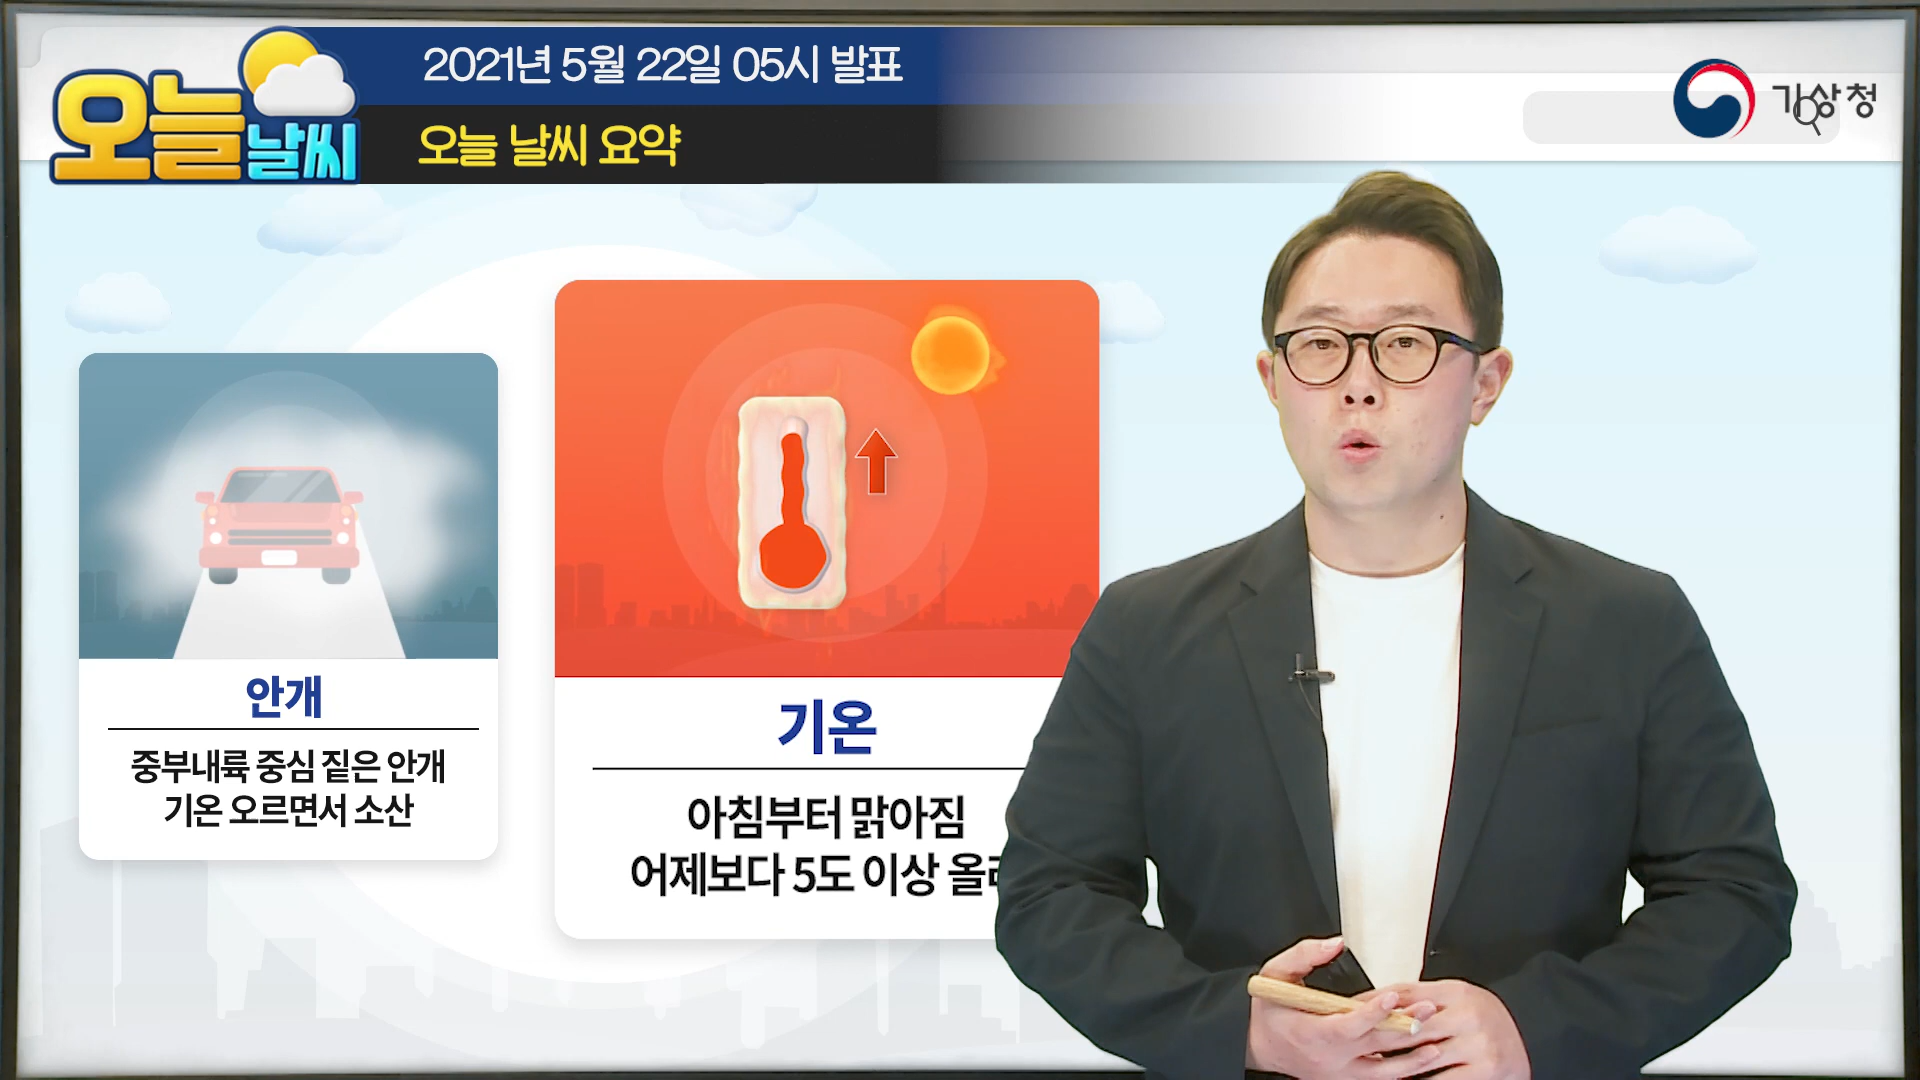 오늘
날씨
2021년 5월 22일 05시 발표
오늘 날씨 요약
기상청
안개
중부내륙 중심 짙은 안개
기온 오르면서 소산
기온
아침부터 맑아짐
어제보다 5도 이상